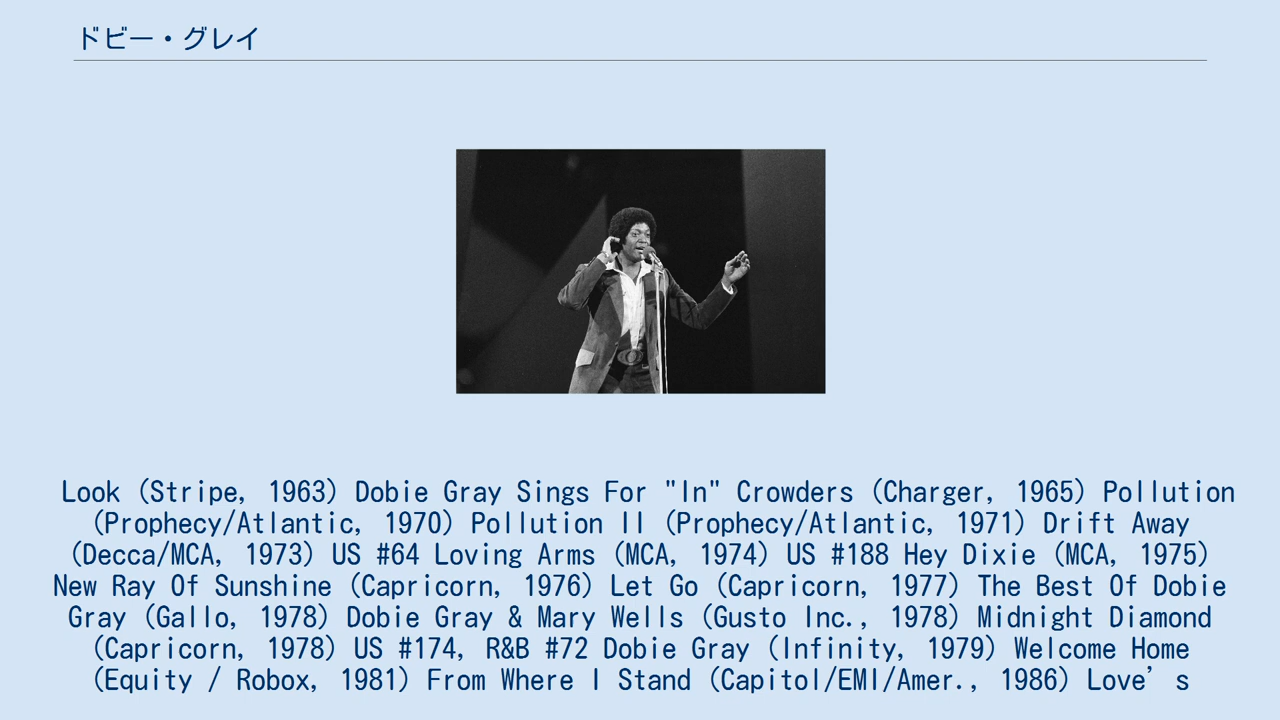 ドビー・グレイ
Look (Stripe, 1963) Dobie Gray Sings For "In" Crowders (Charger, 1965) Pollution
(Prophecy/Atlantic, 1970) Pollution II (Prophecy/Atlantic, 1971) Drift Away
(Decca/MCA, 1973) US #64 Loving Arms (MCA, 1974) US #188 Hey Dixie (MCA, 1975)
New Ray Of Sunshine (Capricorn, 1976) Let Go (Capricorn, 1977) The Best Of Dobie
Gray (Gallo, 1978) Dobie Gray & Mary Wells (Gusto Inc., 1978) Midnight Diamond
(Capricorn, 1978) US #174, R&B #72 Dobie Gray (Infinity, 1979) Welcome Home
(Equity / Robox, 1981) From Where I Stand (Capitol/EMI/Amer., 1986) Love’s